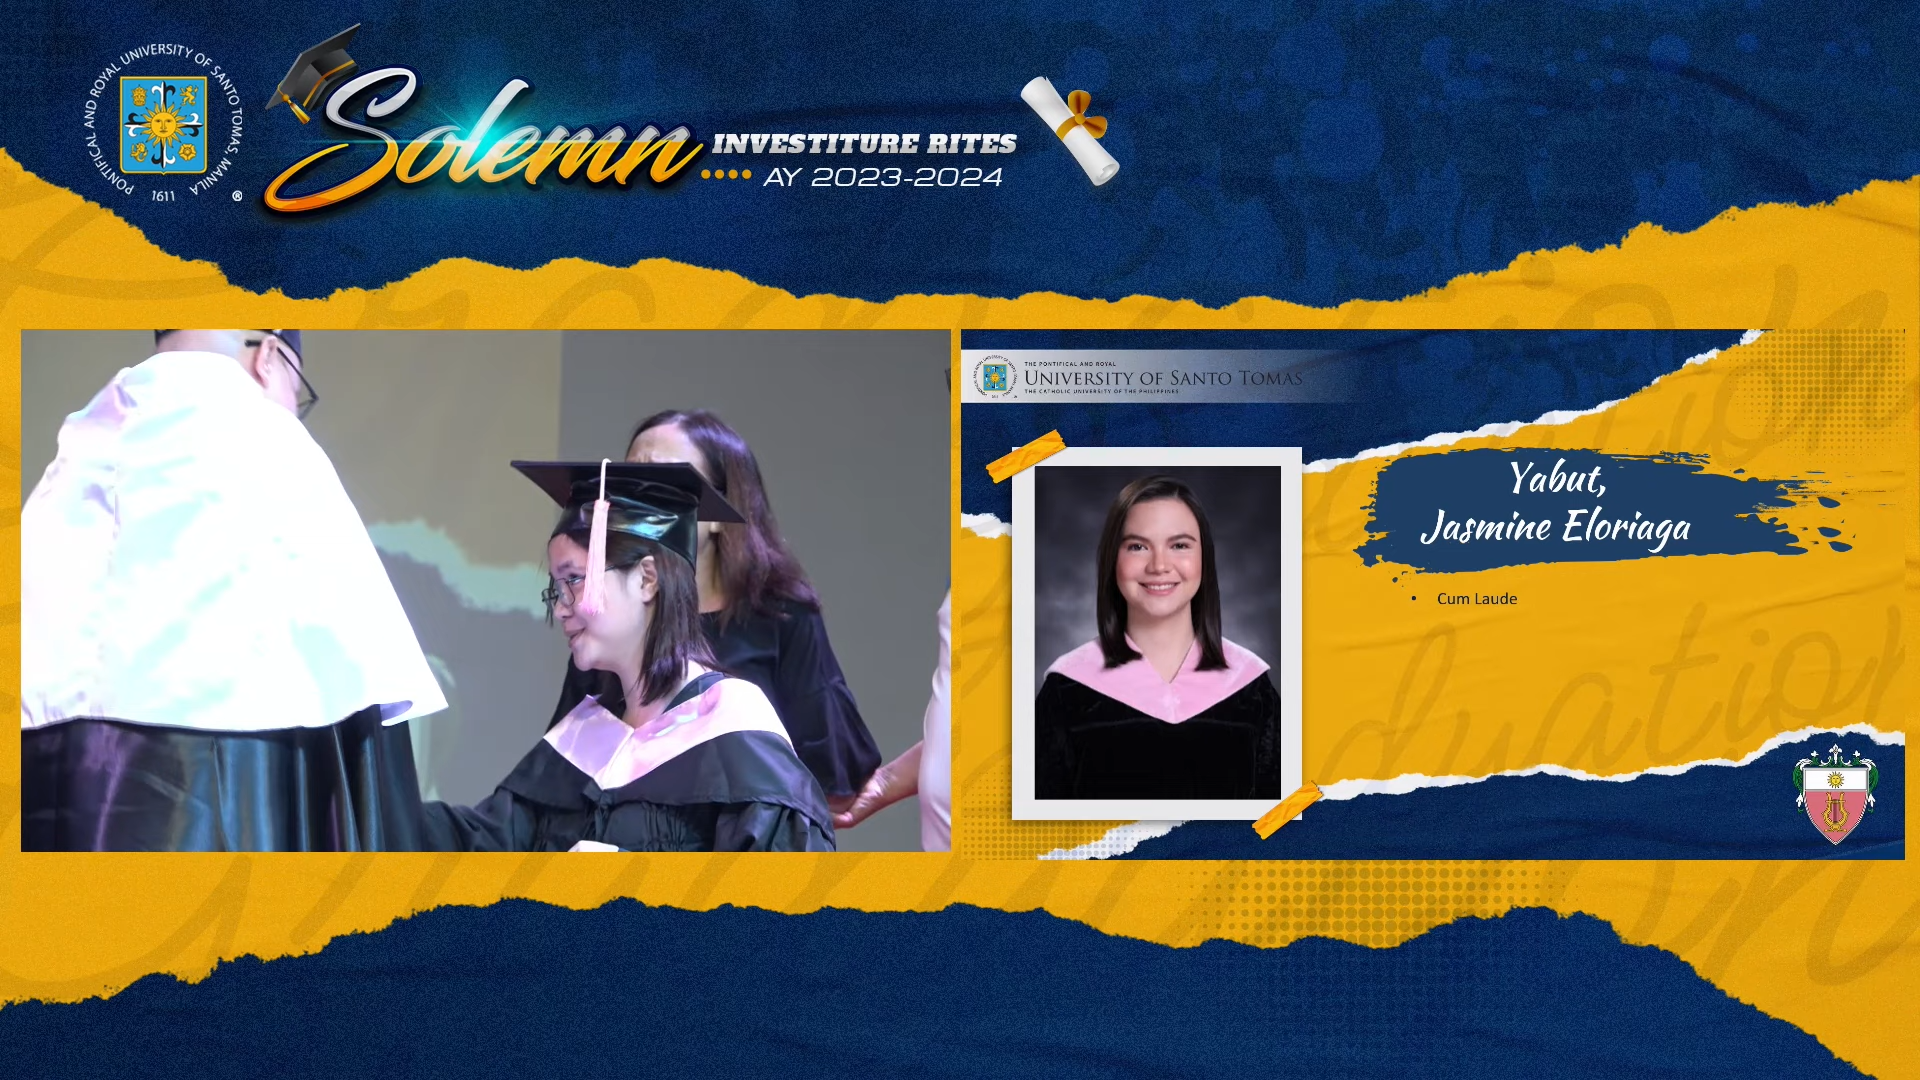 PONTIFICAL AND ROYAL UNIVERSITY OF SANTO TOMAS, MANILA
1611
®
Solemn
INVESTITURE RITES
AY 2023-2024
THE PONTIFICAL AND ROYAL
UNIVERSITY OF SANTO TOMAS
THE CATHOLIC UNIVERSITY OF THE PHILIPPINES
Yabut,
Jasmine Eloriaga
• Cum Laude